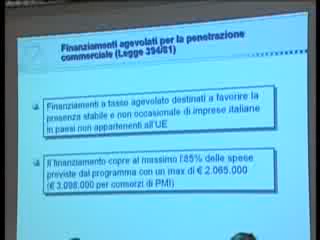 Finanziamenti agevolati per la penetrazione
commerciale (Legge 394/81)
Finanziamenti a tasso agevolato destinati a favorire la
presenza stabile e non occasionale di imprese italiane
in paesi non appartenenti all'UE
Il finanziamento copre al massimo l'85% delle spese
previste dal programma con un max di € 2.065.000
(€ 3.098.000 per consorzi di PMI)